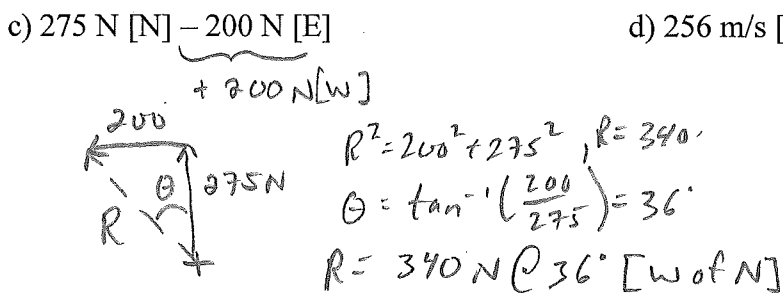 c) 275 N [N] – 200 N [E]
d) 256 m/s [
+ 200 N[W]
200
275N
θ
R
R² = 200² + 275² , R = 340.
θ = tan⁻¹(200/275) = 36°
R = 340 N @ 36° [W of N]